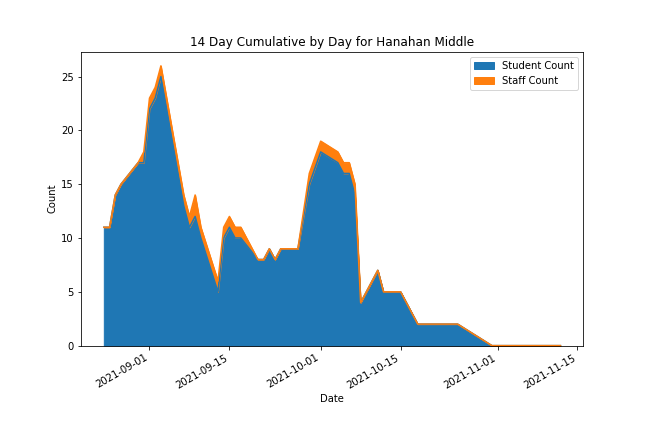 14 Day Cumulative by Day for Hanahan Middle
Student Count
Staff Count
25
20
15
10
5
0
Count
2021-09-01
2021-09-15
2021-10-01
2021-10-15
2021-11-01
2021-11-15
Date